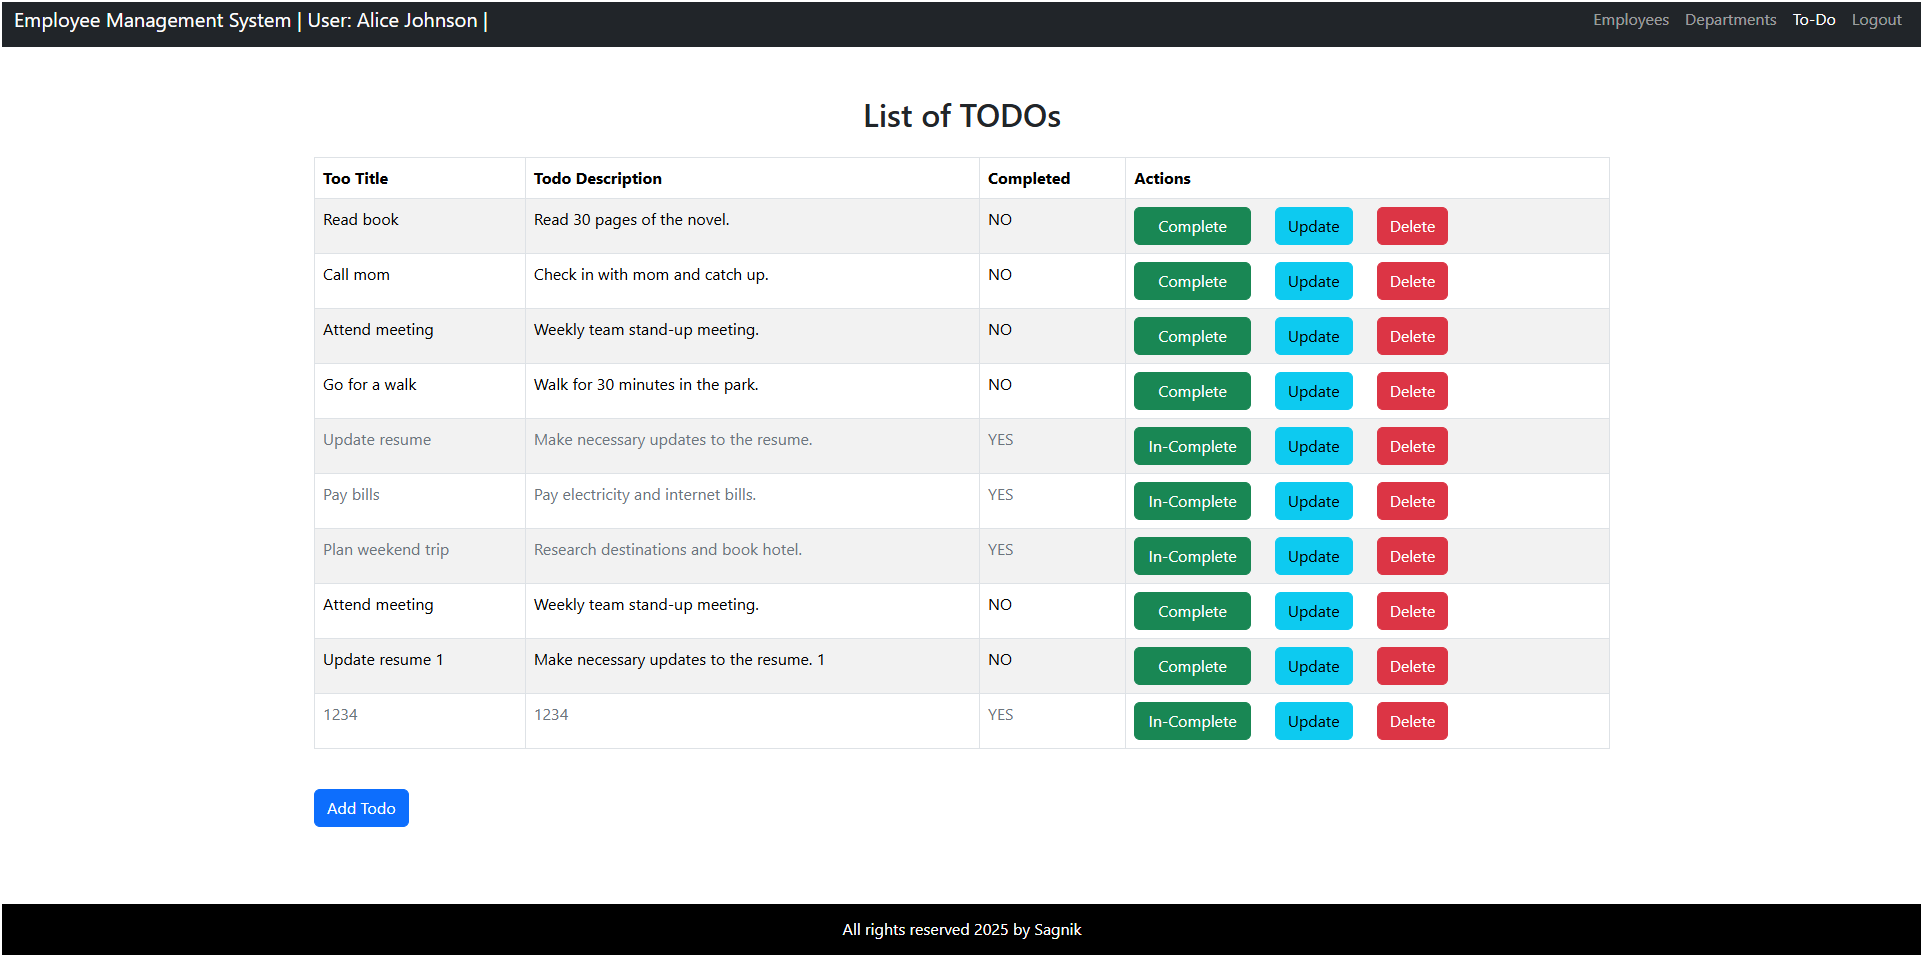 Employee Management System | User: Alice Johnson | Employees Departments To-Do Logout
List of TODOs
Too Title Todo Description Completed Actions
Read book Read 30 pages of the novel. NO Complete Update Delete
Call mom Check in with mom and catch up. NO Complete Update Delete
Attend meeting Weekly team stand-up meeting. NO Complete Update Delete
Go for a walk Walk for 30 minutes in the park. NO Complete Update Delete
Update resume Make necessary updates to the resume. YES In-Complete Update Delete
Pay bills Pay electricity and internet bills. YES In-Complete Update Delete
Plan weekend trip Research destinations and book hotel. YES In-Complete Update Delete
Attend meeting Weekly team stand-up meeting. NO Complete Update Delete
Update resume 1 Make necessary updates to the resume. 1 NO Complete Update Delete
1234 1234 YES In-Complete Update Delete
Add Todo
All rights reserved 2025 by Sagnik